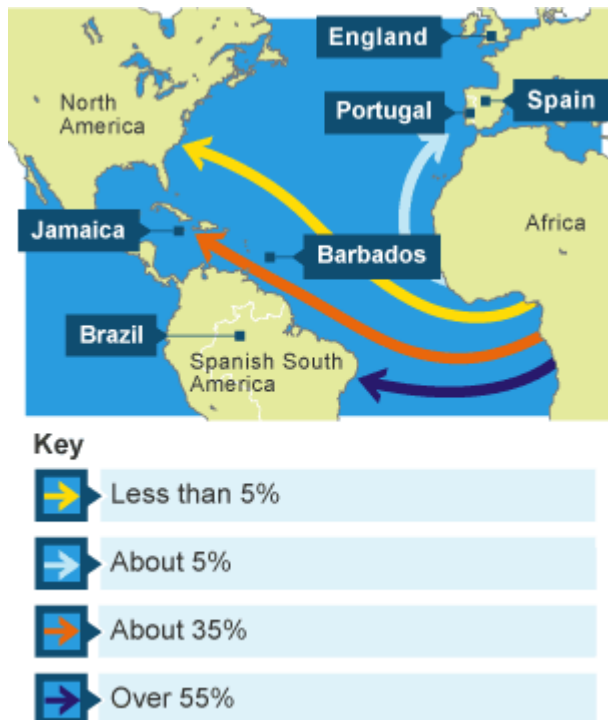 England
North
America
Portugal
Spain
Jamaica
Africa
Barbados
Brazil
Spanish South
America
Key
Less than 5%
About 5%
About 35%
Over 55%